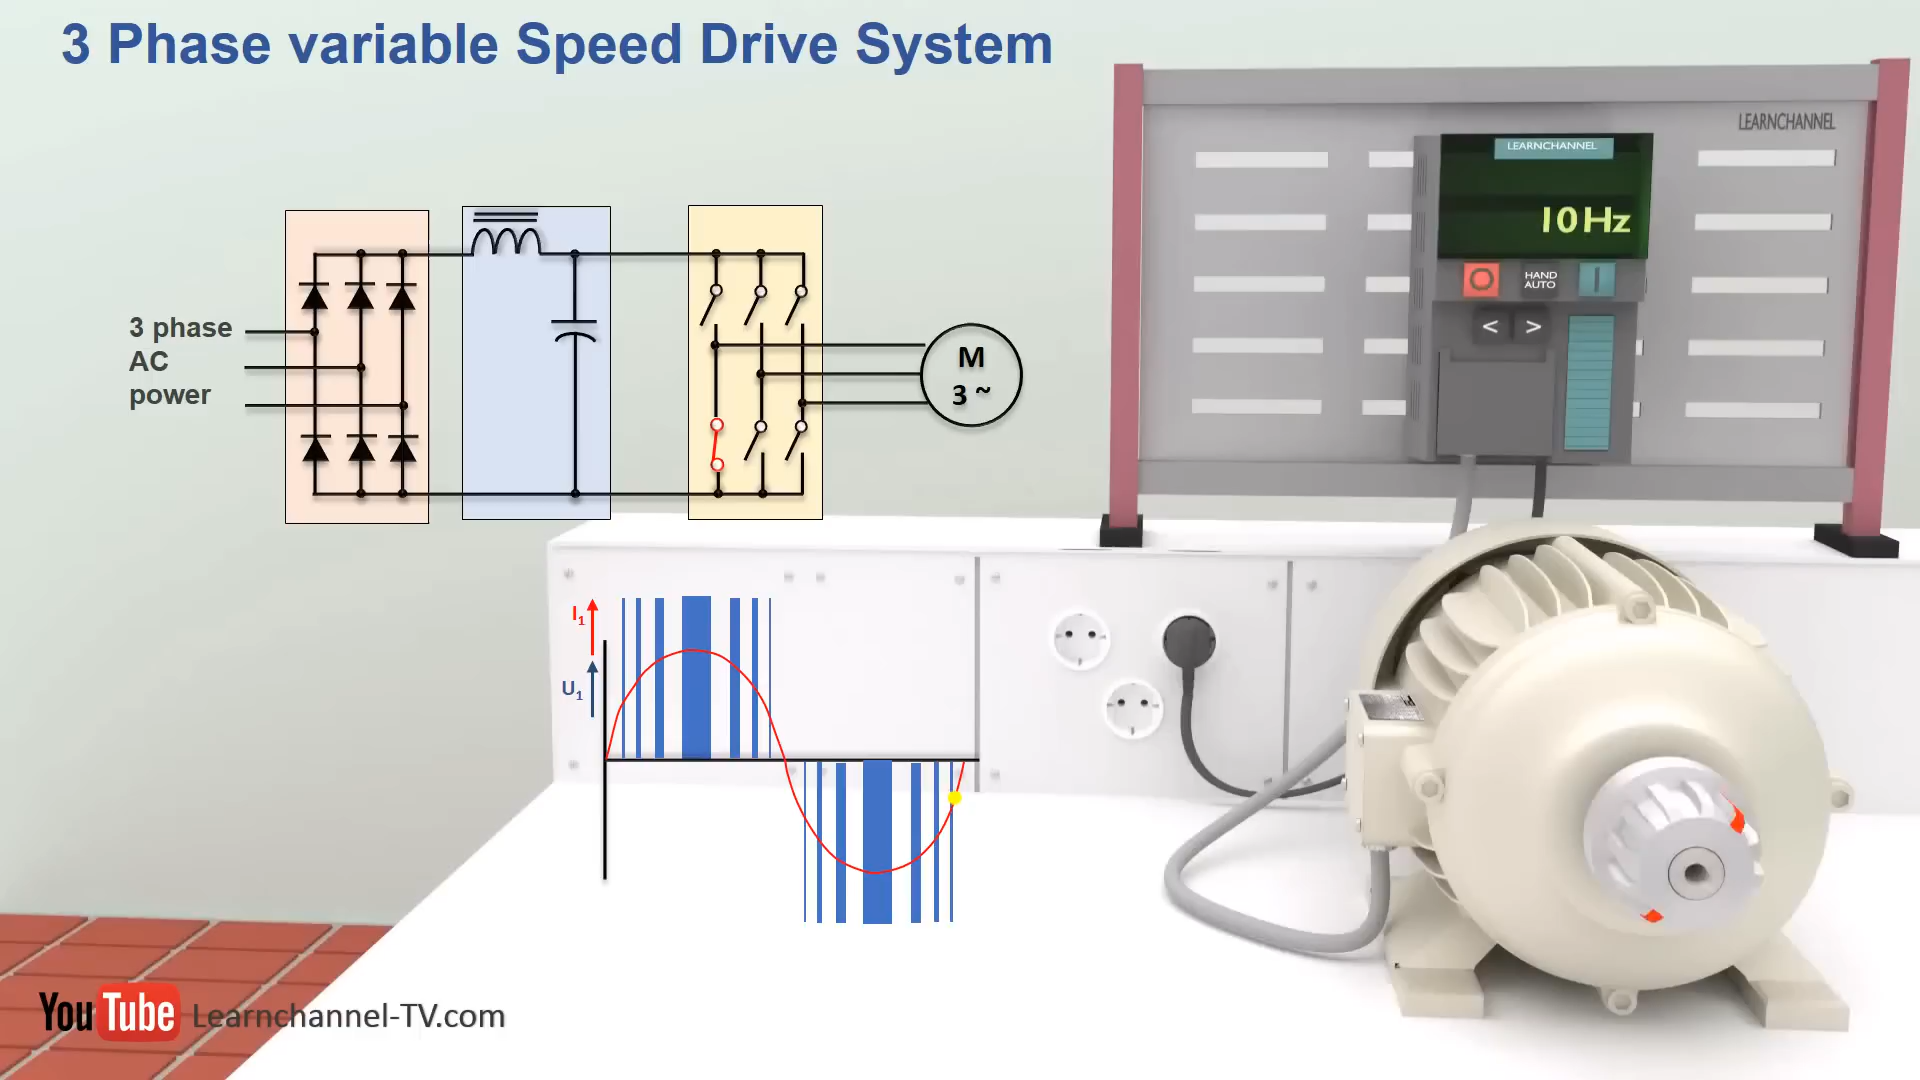 3 Phase variable Speed Drive System
LEARNCHANNEL
LEARNCHANNEL
10Hz
HAND
AUTO
< >
3 phase
AC
power
M
3 ~
I1
U1
YouTube Learnchannel-TV.com